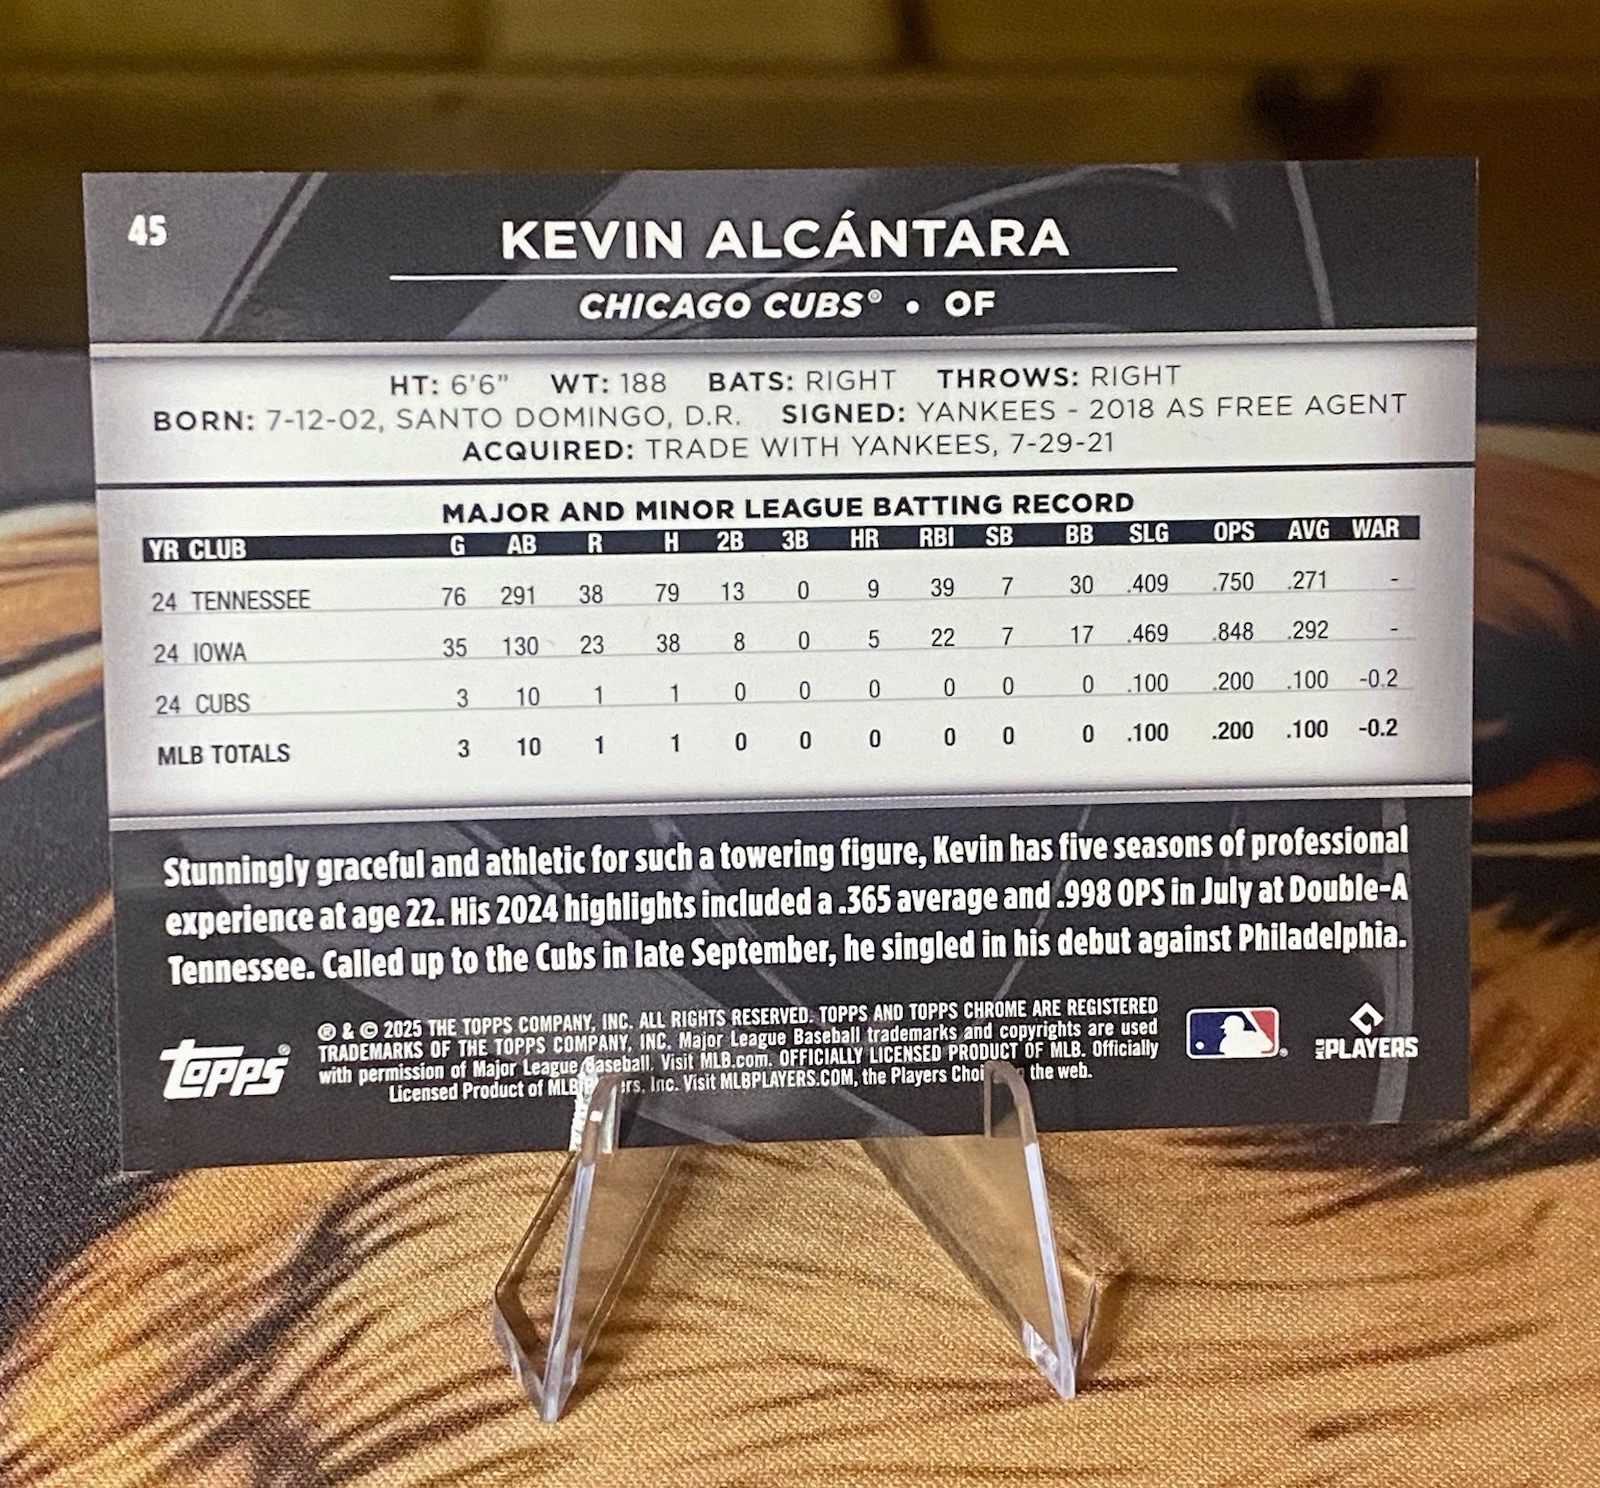 45
KEVIN ALCÁNTARA
CHICAGO CUBS® • OF
HT: 6'6" WT: 188 BATS: RIGHT THROWS: RIGHT
BORN: 7-12-02, SANTO DOMINGO, D.R. SIGNED: YANKEES - 2018 AS FREE AGENT
ACQUIRED: TRADE WITH YANKEES, 7-29-21
MAJOR AND MINOR LEAGUE BATTING RECORD
YR CLUB G AB R H 2B 3B HR RBI SB BB SLG OPS AVG WAR
24 TENNESSEE 76 291 38 79 13 0 9 39 7 30 .409 .750 .271 -
24 IOWA 35 130 23 38 8 0 5 22 7 17 .469 .848 .292 -
24 CUBS 3 10 1 1 0 0 0 0 0 0 .100 .200 .100 -0.2
MLB TOTALS 3 10 1 1 0 0 0 0 0 0 .100 .200 .100 -0.2
Stunningly graceful and athletic for such a towering figure, Kevin has five seasons of professional
experience at age 22. His 2024 highlights included a .365 average and .998 OPS in July at Double-A
Tennessee. Called up to the Cubs in late September, he singled in his debut against Philadelphia.
® & © 2025 THE TOPPS COMPANY, INC. ALL RIGHTS RESERVED. TOPPS AND TOPPS CHROME ARE REGISTERED
TRADEMARKS OF THE TOPPS COMPANY, INC. Major League Baseball trademarks and copyrights are used
with permission of Major League Baseball. Visit MLB.com. OFFICIALLY LICENSED PRODUCT OF MLB. Officially
Licensed Product of MLB Inc. Visit MLBPLAYERS.COM, the Players the web.
Topps®
MLB PLAYERS